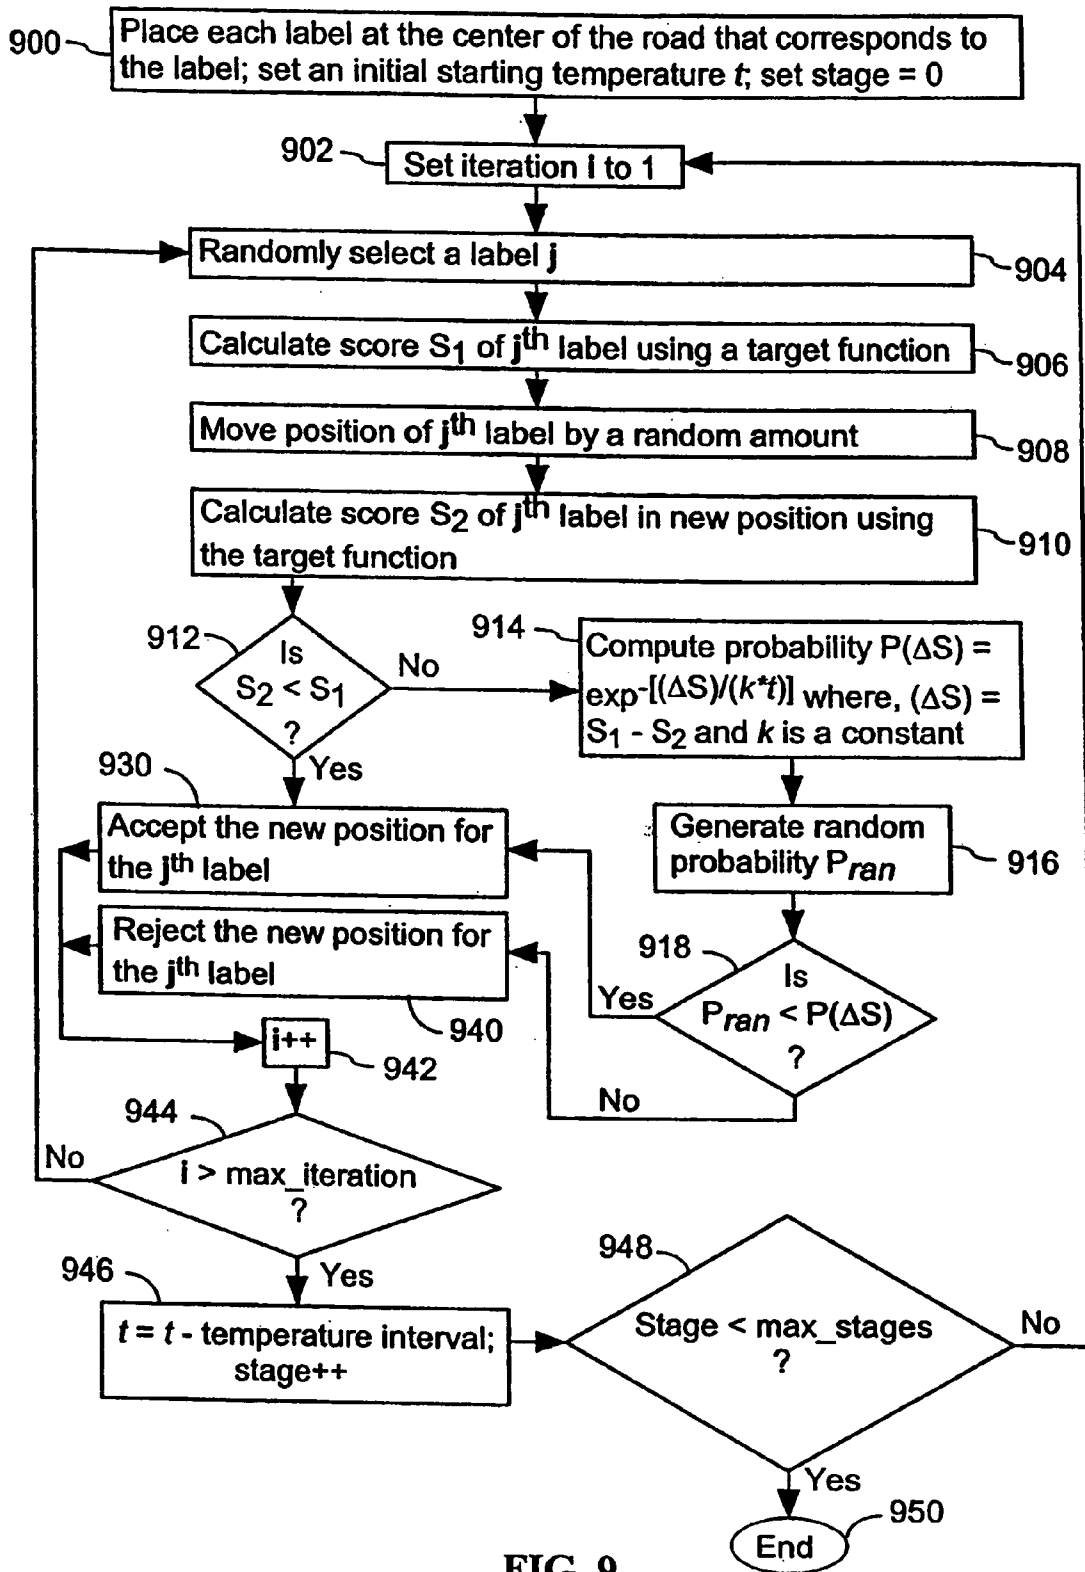 900
Place each label at the center of the road that corresponds to
the label; set an initial starting temperature t; set stage = 0
902
Set iteration i to 1
Randomly select a label j
904
Calculate score S1 of jth label using a target function
906
Move position of jth label by a random amount
908
Calculate score S2 of jth label in new position using
the target function
910
912
Is
S2 < S1
?
No
Yes
914
Compute probability P(ΔS) =
exp-[(ΔS)/(k*t)] where, (ΔS) =
S1 - S2 and k is a constant
930
Accept the new position for
the jth label
Generate random
probability Pran
916
Reject the new position for
the jth label
940
918
Is
Pran < P(ΔS)
?
Yes
No
i++
942
944
i > max_iteration
?
No
Yes
946
t = t - temperature interval;
stage++
948
Stage < max_stages
?
No
Yes
End
950
FIG. 9